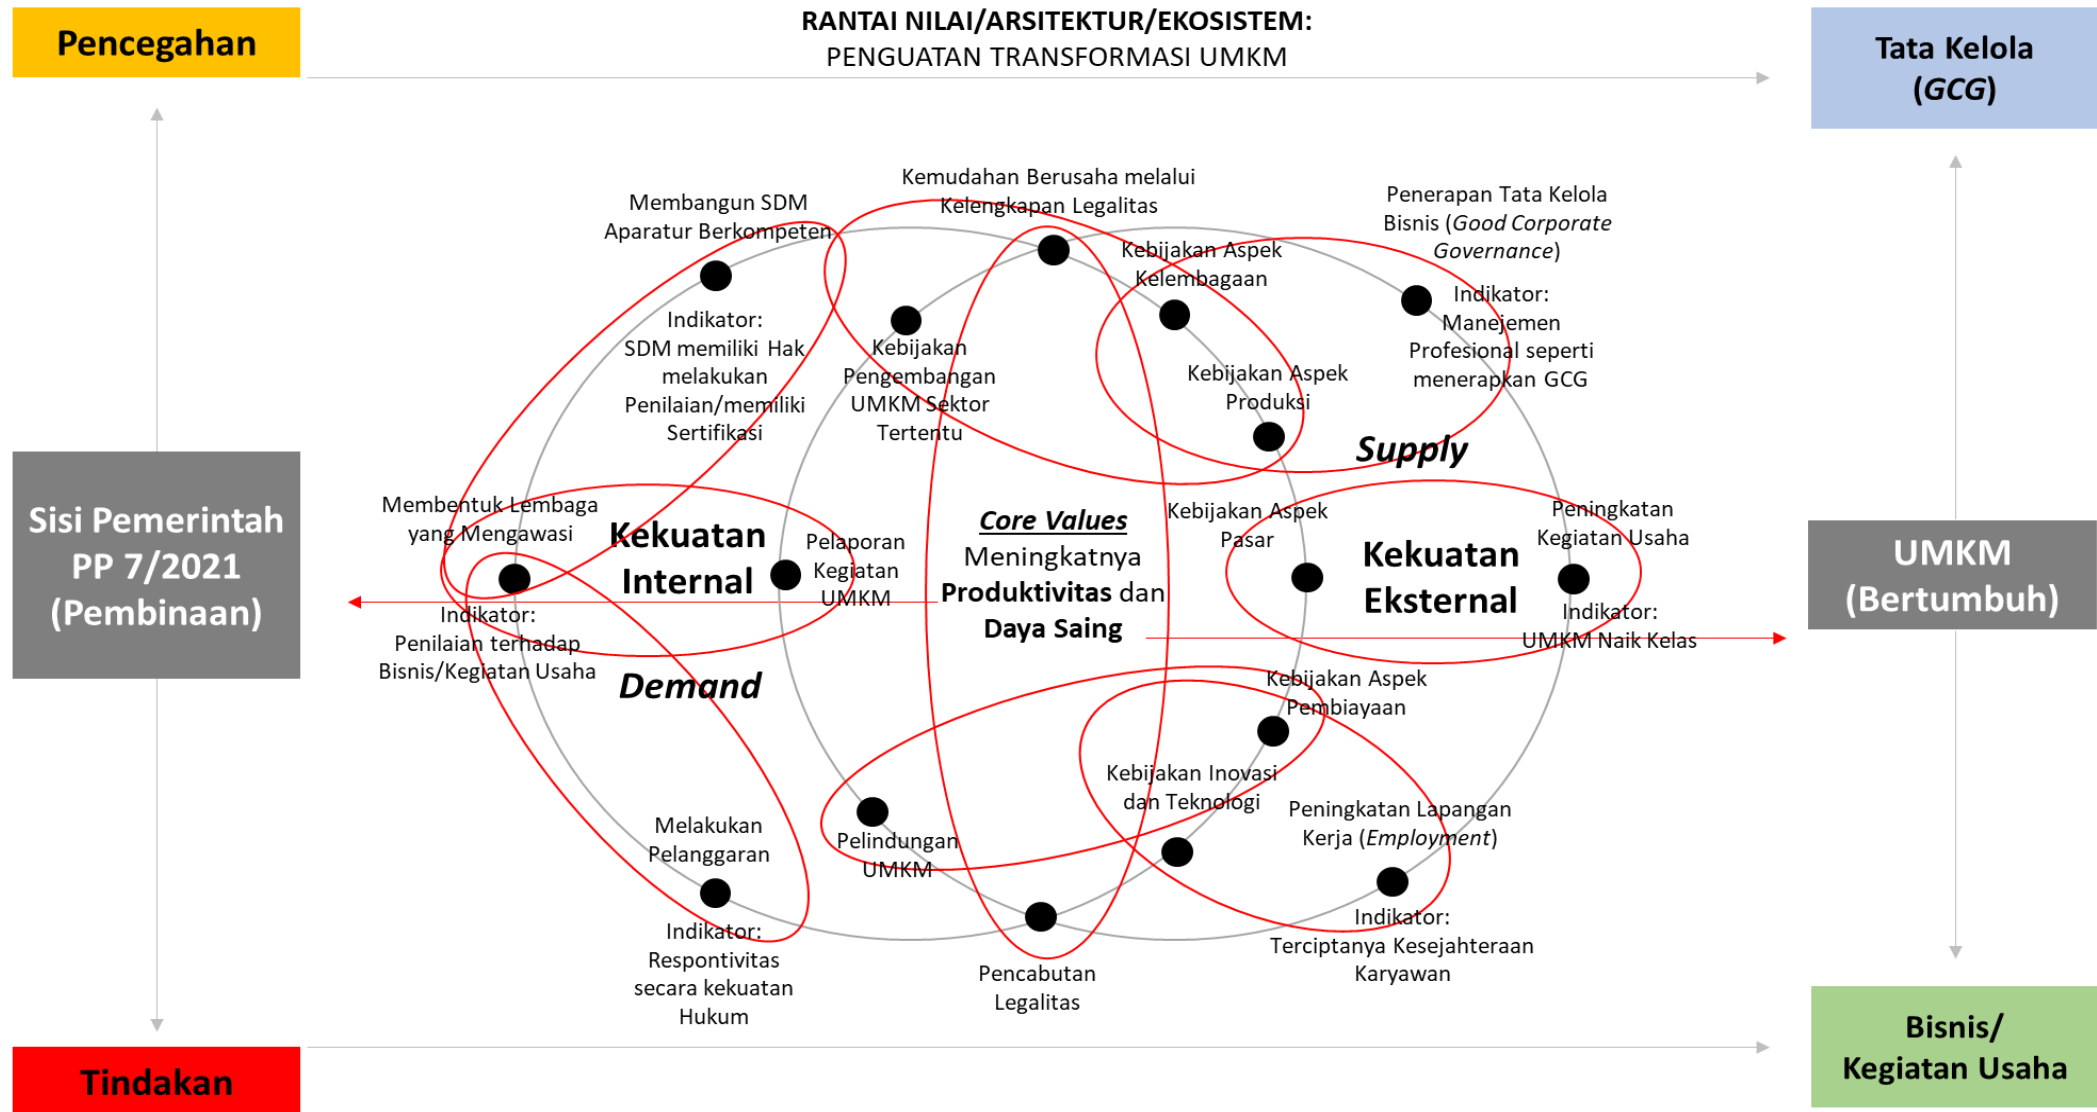 Pencegahan
RANTAI NILAI/ARSITEKTUR/EKOSISTEM:
PENGUATAN TRANSFORMASI UMKM
Tata Kelola
(GCG)
Membangun SDM
Aparatur Berkompeten
Indikator:
SDM memiliki Hak
melakukan
Penilaian/memiliki
Sertifikasi
Kemudahan Berusaha melalui
Kelengkapan Legalitas
Kebijakan
Pengembangan
UMKM Sektor
Tertentu
Kebijakan Aspek
Kelembagaan
Kebijakan Aspek
Produksi
Penerapan Tata Kelola
Bisnis (Good Corporate
Governance)
Indikator:
Manejemen
Profesional seperti
menerapkan GCG
Supply
Sisi Pemerintah
PP 7/2021
(Pembinaan)
Membentuk Lembaga
yang Mengawasi
Indikator:
Penilaian terhadap
Bisnis/Kegiatan Usaha
Kekuatan
Internal
Pelaporan
Kegiatan
UMKM
Core Values
Meningkatnya
Produktivitas dan
Daya Saing
Kebijakan Aspek
Pasar
Kekuatan
Eksternal
Peningkatan
Kegiatan Usaha
Indikator:
UMKM Naik Kelas
UMKM
(Bertumbuh)
Demand
Kebijakan Aspek
Pembiayaan
Kebijakan Inovasi
dan Teknologi
Peningkatan Lapangan
Kerja (Employment)
Indikator:
Terciptanya Kesejahteraan
Karyawan
Melakukan
Pelanggaran
Indikator:
Respontivitas
secara kekuatan
Hukum
Pelindungan
UMKM
Pencabutan
Legalitas
Tindakan
Bisnis/
Kegiatan Usaha